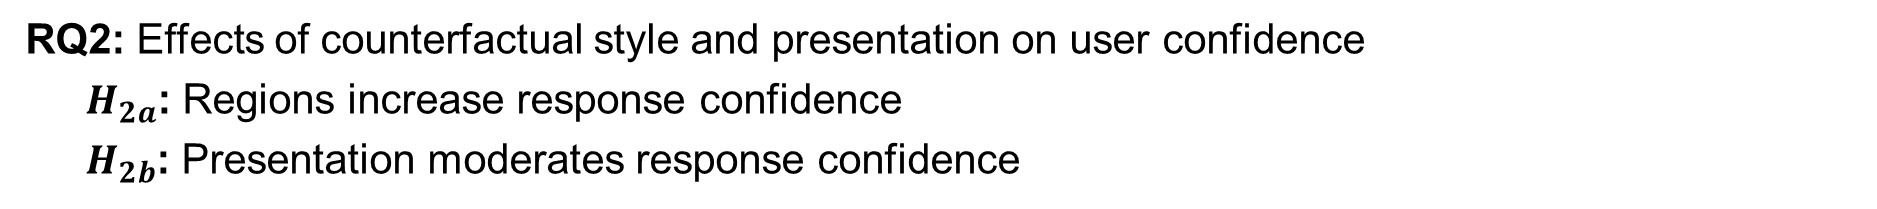 RQ2: Effects of counterfactual style and presentation on user confidence
H2a: Regions increase response confidence
H2b: Presentation moderates response confidence